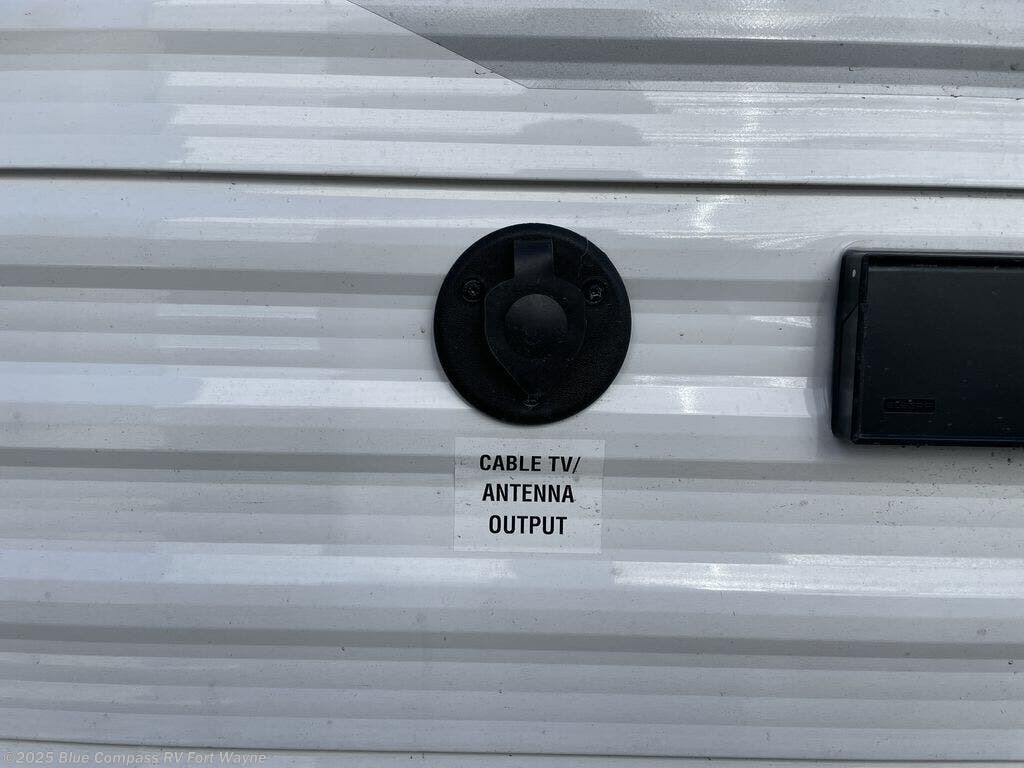 CABLE TV/
ANTENNA
OUTPUT
©2025 Blue Compass RV Fort Wayne